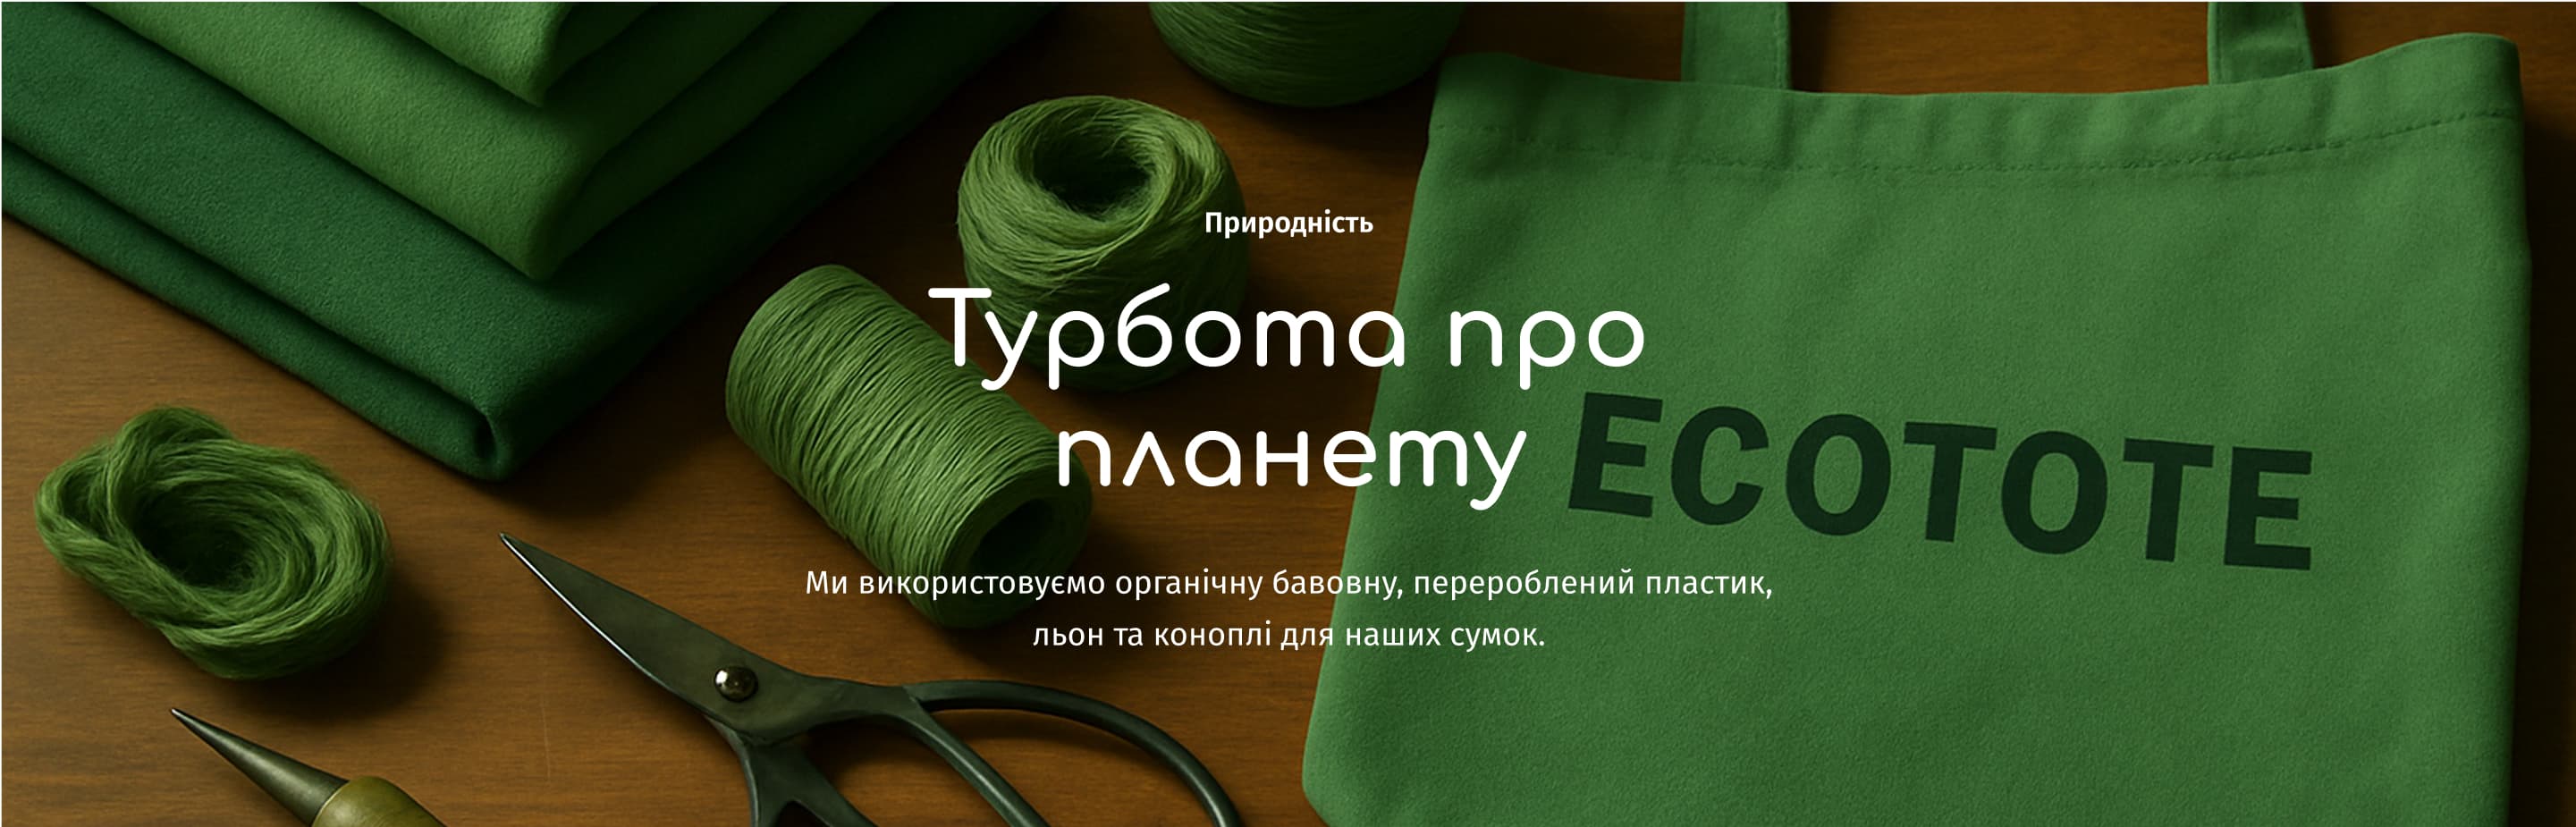 Природність
Турбота про
планету
ECOTOTE
Ми використовуємо органічну бавовну, перероблений пластик,
льон та коноплі для наших сумок.